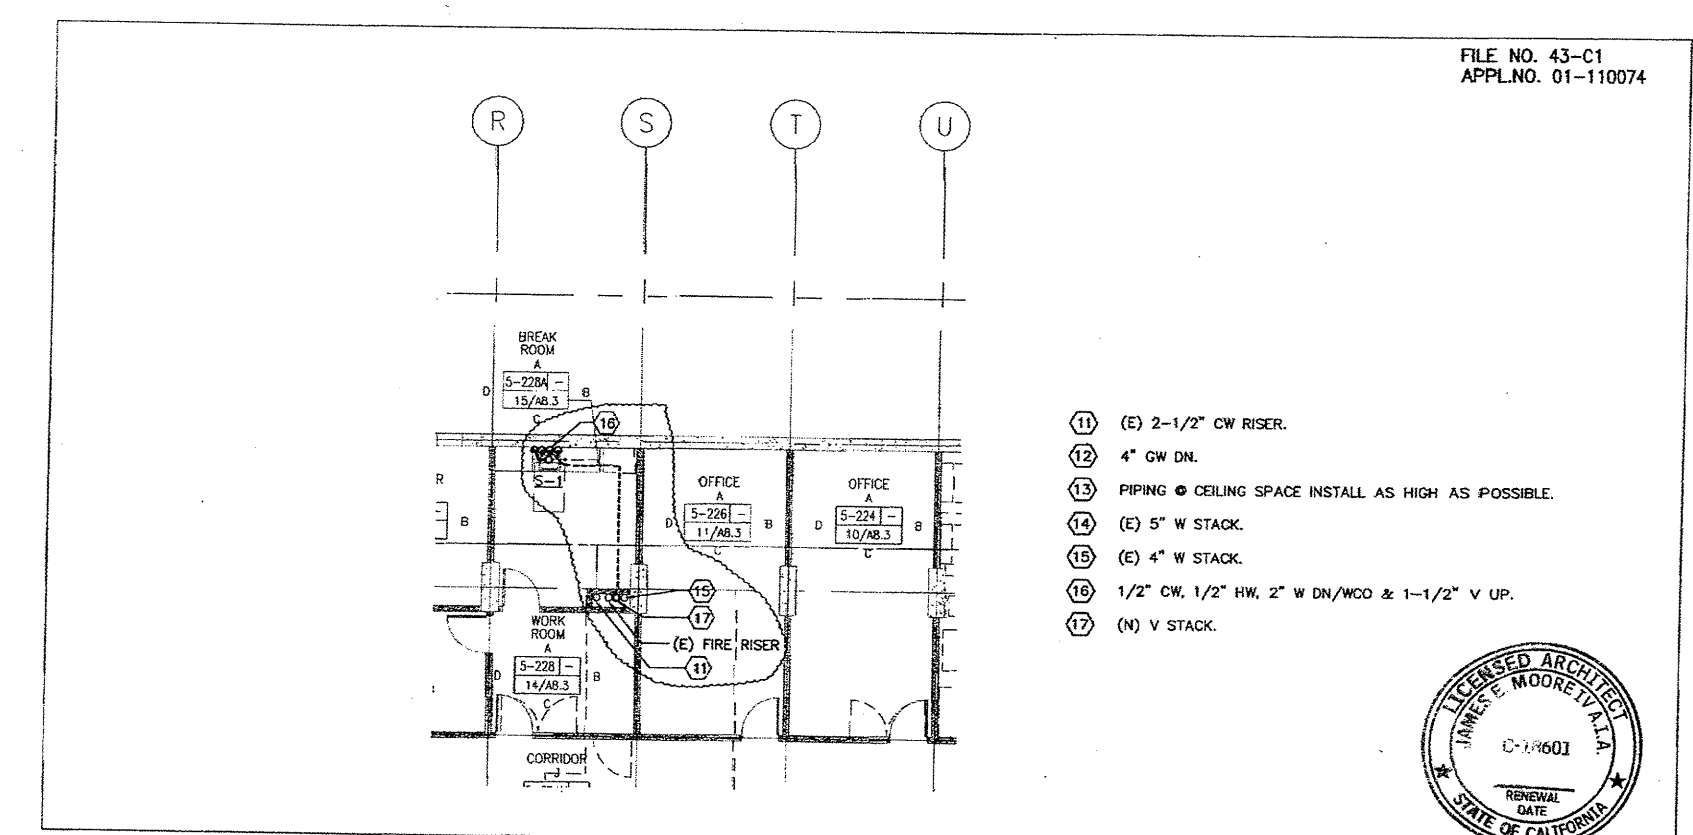 FILE NO. 43-C1
APPL.NO. 01-110074
R S T U
BREAK
ROOM
A
5-228A -
15/A8.3
D B
C
16
S-1
R
B
OFFICE
A
5-226 -
11/A8.3
D B
C
OFFICE
A
5-224 -
10/A8.3
D B
C
15
17
(E) FIRE RISER
11
WORK
ROOM
A
5-228 -
14/A8.3
D B
C
CORRIDOR
11 (E) 2-1/2" CW RISER.
12 4" GW DN.
13 PIPING @ CEILING SPACE INSTALL AS HIGH AS POSSIBLE.
14 (E) 5" W STACK.
15 (E) 4" W STACK.
16 1/2" CW, 1/2" HW, 2" W DN/WCO & 1-1/2" V UP.
17 (N) V STACK.
LICENSED ARCHITECT
JAMES E. MOORE IV A.I.A.
C-18601
RENEWAL
DATE
STATE OF CALIFORNIA